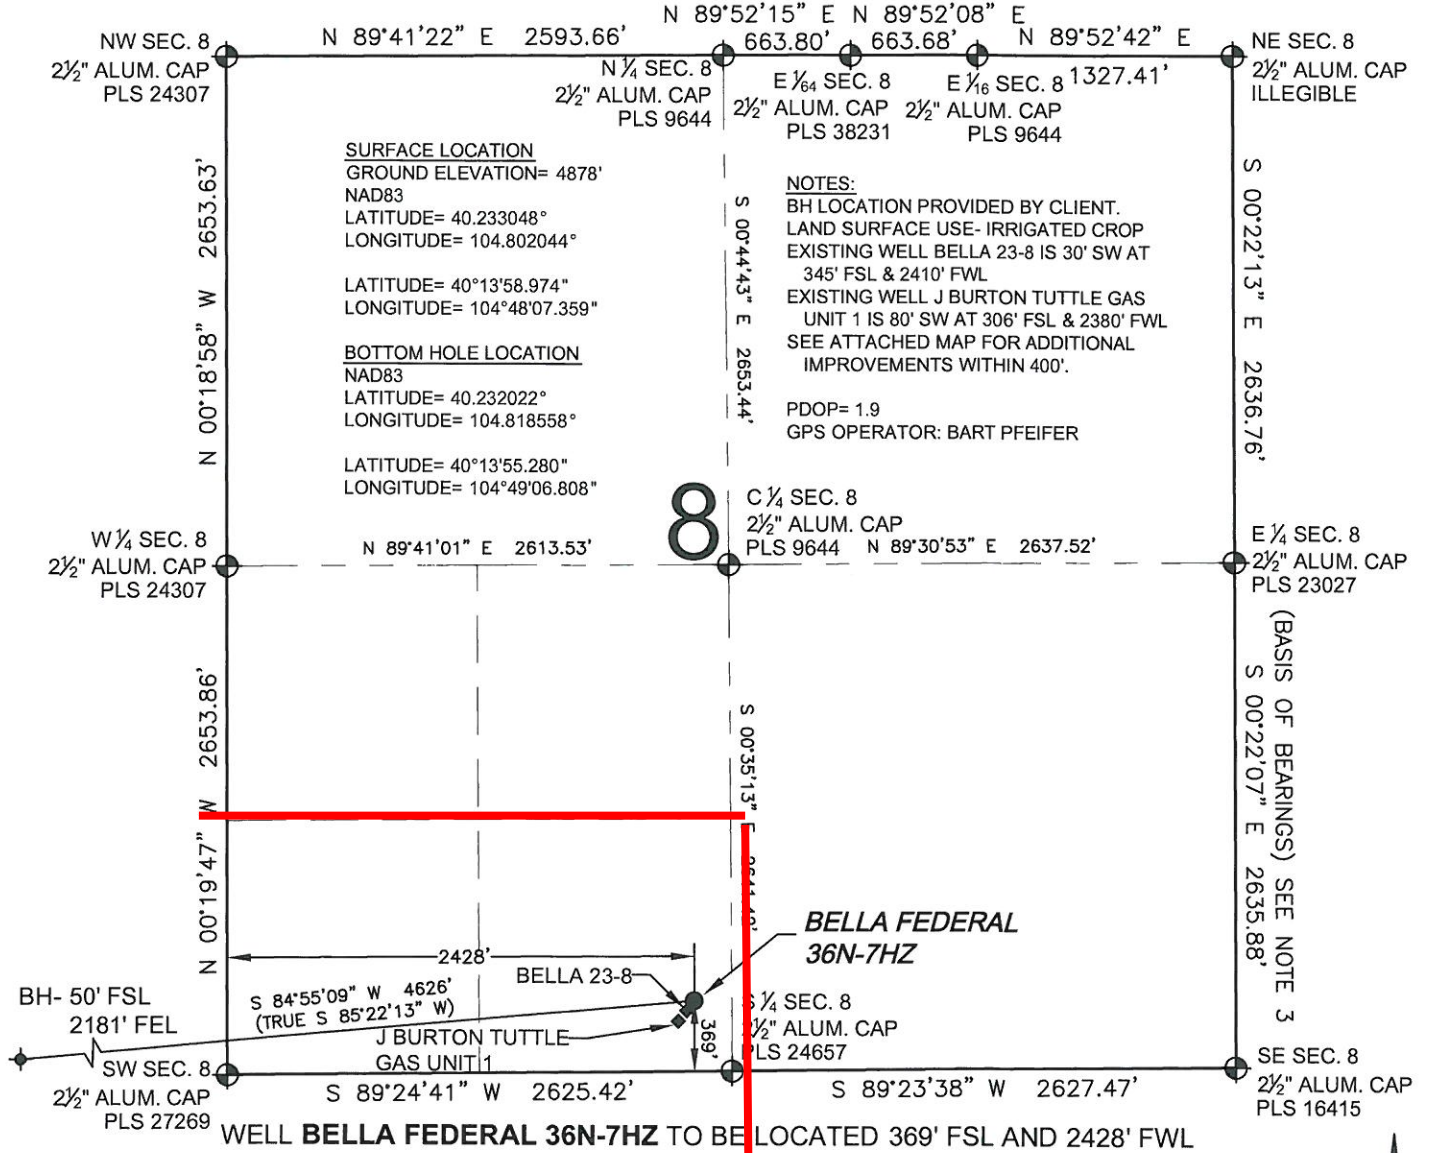 N 89°52'15" E N 89°52'08" E
NW SEC. 8
2½" ALUM. CAP
PLS 24307
N 89°41'22" E 2593.66'
663.80'
663.68'
N 89°52'42" E
1327.41'
NE SEC. 8
2½" ALUM. CAP
ILLEGIBLE
N ¼ SEC. 8
2½" ALUM. CAP
PLS 9644
E 1⁄64 SEC. 8
2½" ALUM. CAP
PLS 38231
E 1⁄16 SEC. 8
2½" ALUM. CAP
PLS 9644
SURFACE LOCATION
GROUND ELEVATION= 4878'
NAD83
LATITUDE= 40.233048°
LONGITUDE= 104.802044°
LATITUDE= 40°13'58.974"
LONGITUDE= 104°48'07.359"
BOTTOM HOLE LOCATION
NAD83
LATITUDE= 40.232022°
LONGITUDE= 104.818558°
LATITUDE= 40°13'55.280"
LONGITUDE= 104°49'06.808"
NOTES:
BH LOCATION PROVIDED BY CLIENT.
LAND SURFACE USE- IRRIGATED CROP
EXISTING WELL BELLA 23-8 IS 30' SW AT
345' FSL & 2410' FWL
EXISTING WELL J BURTON TUTTLE GAS
UNIT 1 IS 80' SW AT 306' FSL & 2380' FWL
SEE ATTACHED MAP FOR ADDITIONAL
IMPROVEMENTS WITHIN 400'.
PDOP= 1.9
GPS OPERATOR: BART PFEIFER
N 00°18'58" W 2653.63'
S 00°44'43" E 2653.44'
S 00°22'13" E 2636.76'
8
C ¼ SEC. 8
2½" ALUM. CAP
PLS 9644
W ¼ SEC. 8
2½" ALUM. CAP
PLS 24307
N 89°41'01" E 2613.53'
N 89°30'53" E 2637.52'
E ¼ SEC. 8
2½" ALUM. CAP
PLS 23027
N 00°19'47" W 2653.86'
S 00°35'13" E
S 00°22'07" E 2635.88'
(BASIS OF BEARINGS) SEE NOTE 3
BELLA FEDERAL
36N-7HZ
2428'
BELLA 23-8
S 84°55'09" W 4626'
(TRUE S 85°22'13" W)
J BURTON TUTTLE
GAS UNIT 1
369'
BH- 50' FSL
2181' FEL
SW SEC. 8
2½" ALUM. CAP
PLS 27269
S ¼ SEC. 8
2½" ALUM. CAP
PLS 24657
SE SEC. 8
2½" ALUM. CAP
PLS 16415
S 89°24'41" W 2625.42'
S 89°23'38" W 2627.47'
WELL BELLA FEDERAL 36N-7HZ TO BE LOCATED 369' FSL AND 2428' FWL